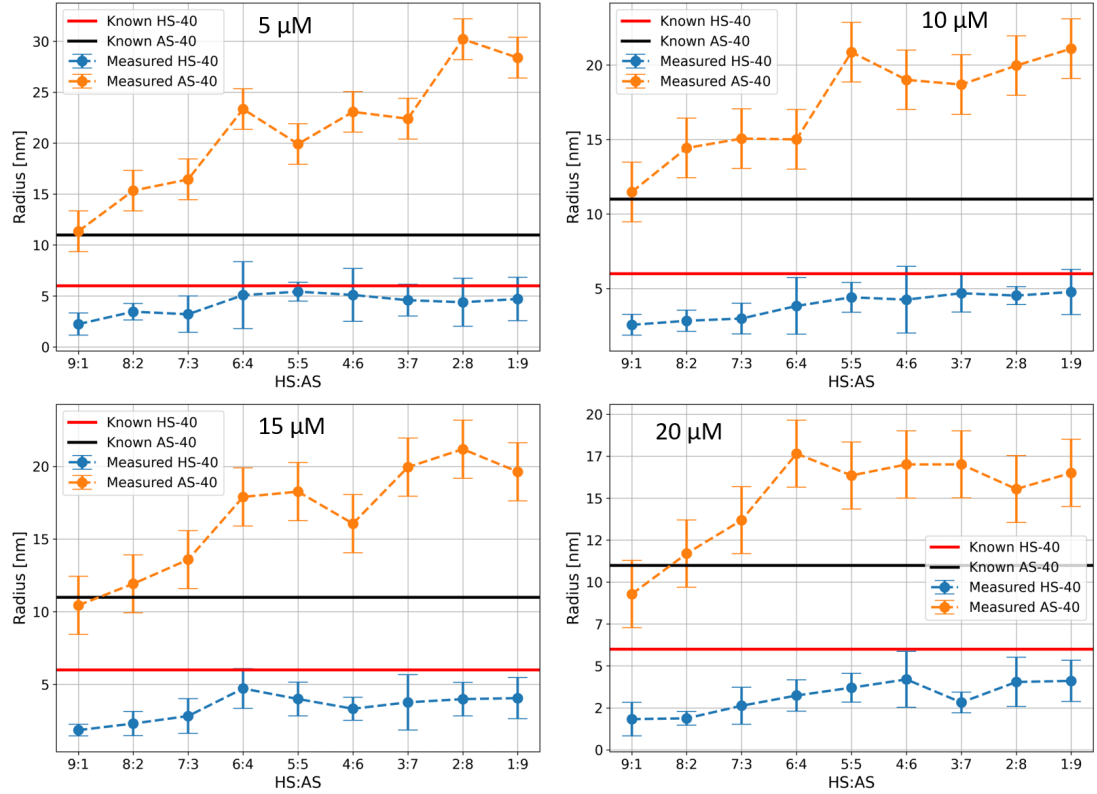 5 μM
Known HS-40
Known AS-40
Measured HS-40
Measured AS-40
Radius [nm]
30
25
20
15
10
5
0
9:1 8:2 7:3 6:4 5:5 4:6 3:7 2:8 1:9
HS:AS
10 μM
Known HS-40
Known AS-40
Measured HS-40
Measured AS-40
Radius [nm]
20
15
10
5
9:1 8:2 7:3 6:4 5:5 4:6 3:7 2:8 1:9
HS:AS
15 μM
Known HS-40
Known AS-40
Measured HS-40
Measured AS-40
Radius [nm]
20
15
10
5
9:1 8:2 7:3 6:4 5:5 4:6 3:7 2:8 1:9
HS:AS
20 μM
Known HS-40
Known AS-40
Measured HS-40
Measured AS-40
Radius [nm]
20
17
15
12
10
7
5
2
0
9:1 8:2 7:3 6:4 5:5 4:6 3:7 2:8 1:9
HS:AS